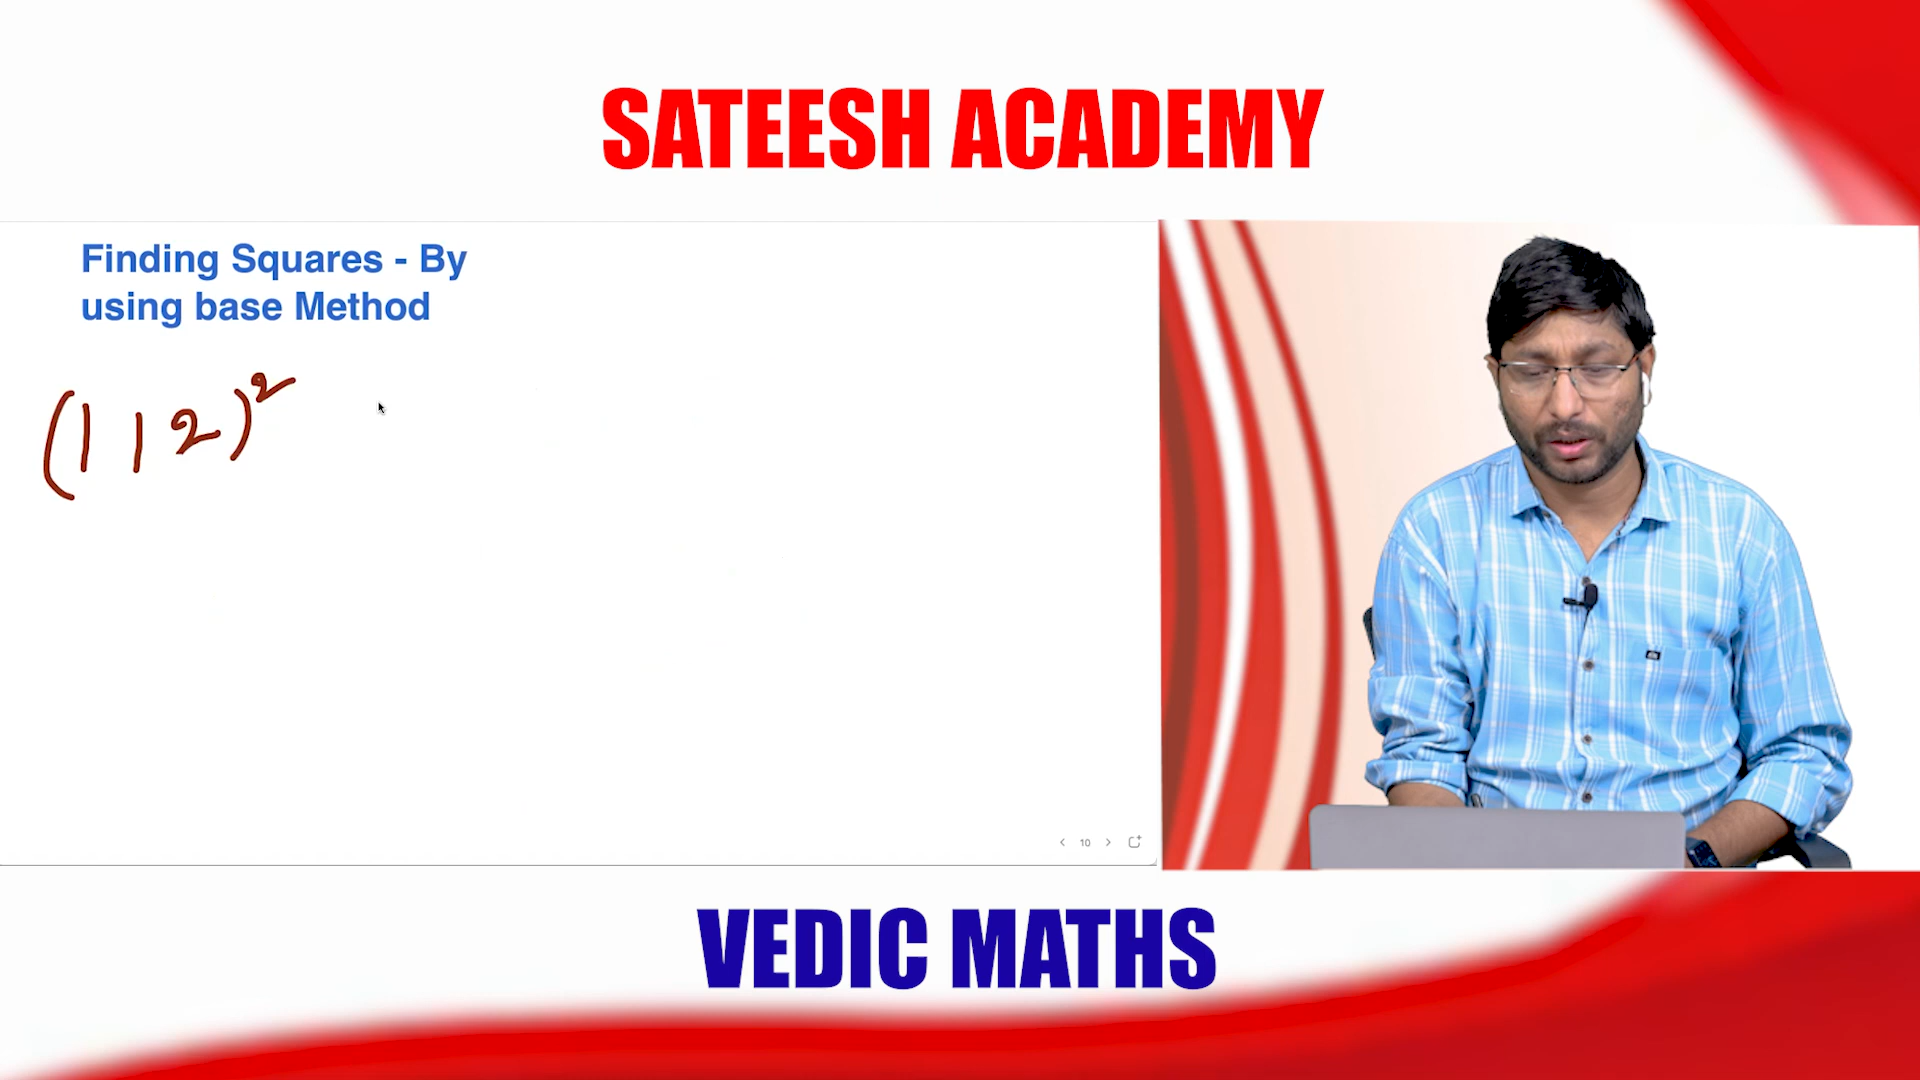 SATEESH ACADEMY
Finding Squares - By
using base Method
(112)²
10
VEDIC MATHS